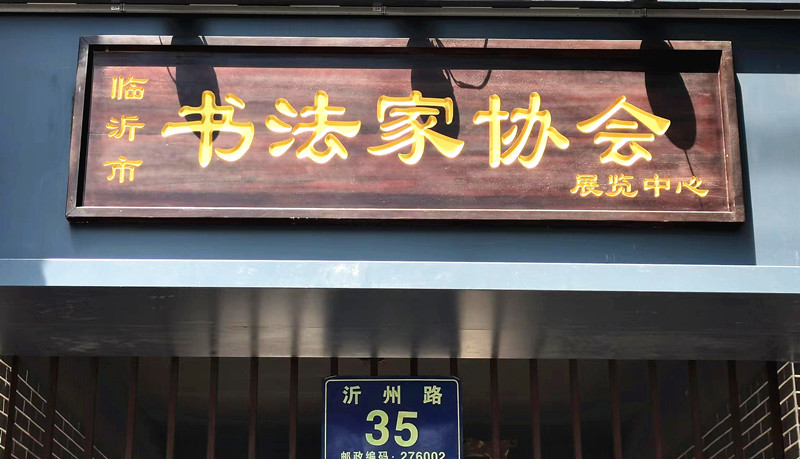 临沂市
书法家协会
展览中心
沂州路
35
邮政编码：276002